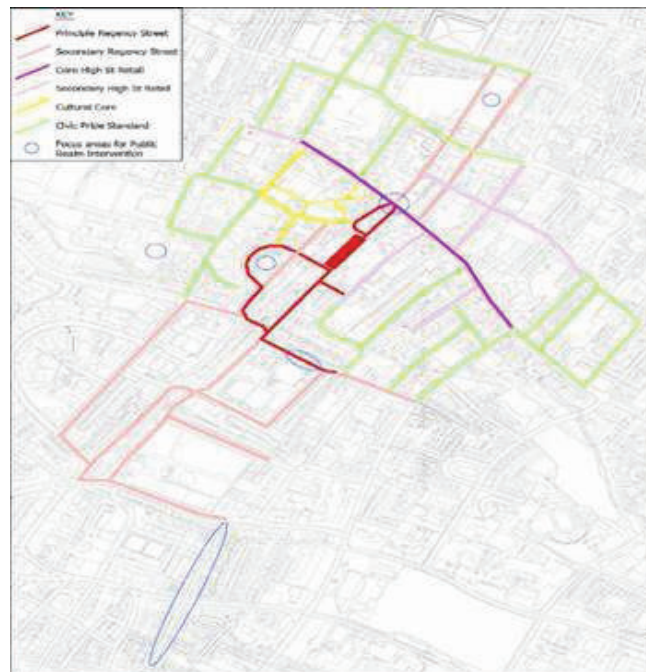 KEY
Principle Regency Street
Secondary Regency Street
Core High St Retail
Secondary High St Retail
Cultural Core
Civic Pride Standard
Focus areas for Public
Realm Intervention